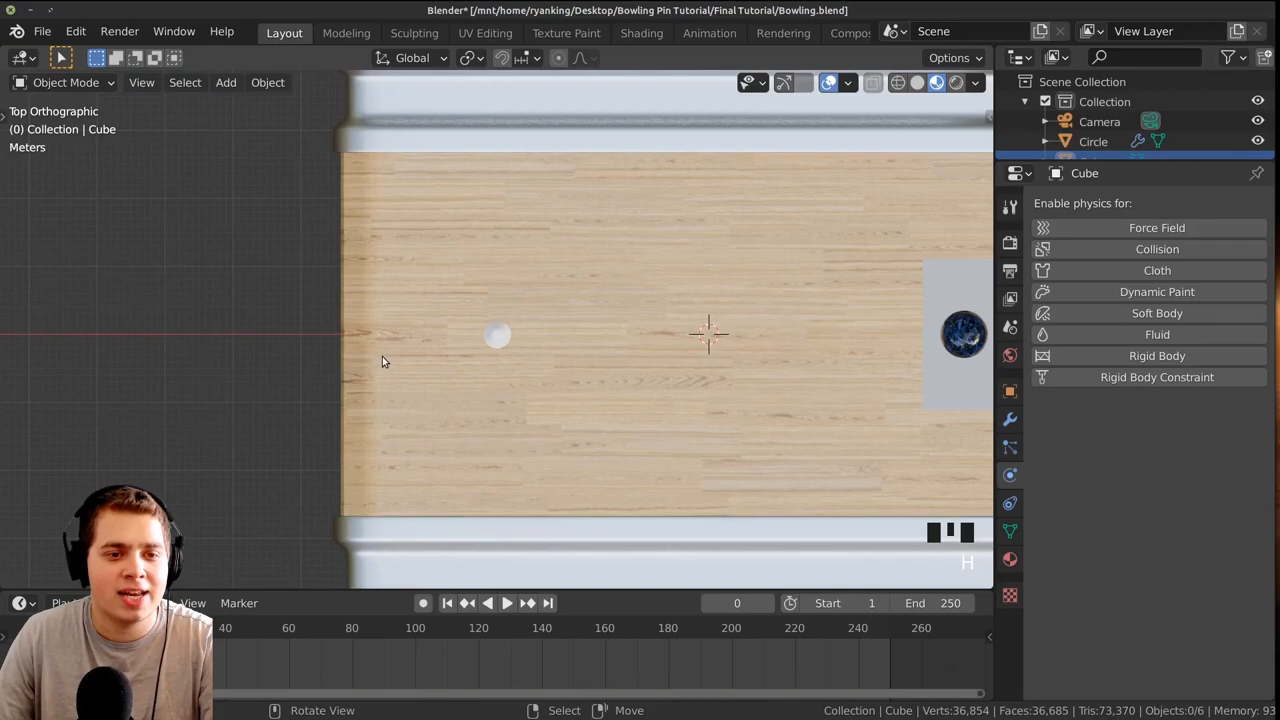 Blender* [/mnt/home/ryanking/Desktop/Bowling Pin Tutorial/Final Tutorial/Bowling.blend]
File Edit Render Window Help Layout Modeling Sculpting UV Editing Texture Paint Shading Animation Rendering Compos Scene View Layer
Global Options
Object Mode View Select Add Object
Scene Collection
Collection
Camera
Circle
Top Orthographic
(0) Collection | Cube
Meters
Cube
Enable physics for:
Force Field
Collision
Cloth
Dynamic Paint
Soft Body
Fluid
Rigid Body
Rigid Body Constraint
H
View Marker 0 Start 1 End 250
40 60 80 100 120 140 160 180 200 220 240 260
Rotate View Select Move Collection | Cube | Verts:36,854 | Faces:36,685 | Tris:73,370 | Objects:0/6 | Memory: 93